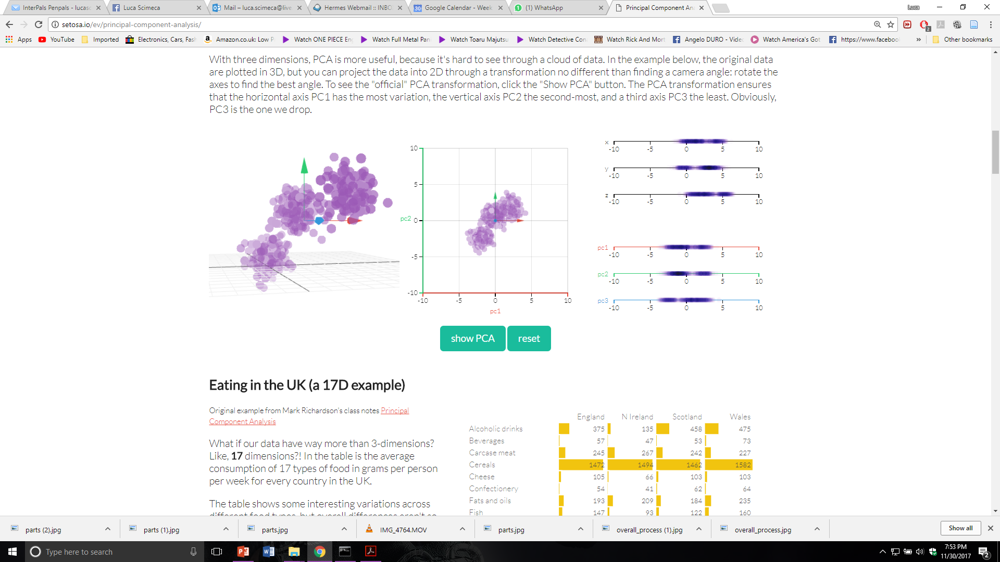 InterPals Penpals - lucasc
Luca Scimeca
Mail – luca.scimeca@live
Hermes Webmail :: INBO
Google Calendar - Week
(1) WhatsApp
Principal Component An
Luca
setosa.io/ev/principal-component-analysis/
Apps
YouTube
Imported
Electronics, Cars, Fash
Amazon.co.uk: Low P
Watch ONE PIECE En
Watch Full Metal Pan
Watch Toaru Majutsu
Watch Detective Con
Watch Rick And Mort
Angelo DURO - Video
Watch America's Got
https://www.facebook
Other bookmarks
With three dimensions, PCA is more useful, because it's hard to see through a cloud of data. In the example below, the original data
are plotted in 3D, but you can project the data into 2D through a transformation no different than finding a camera angle: rotate the
axes to find the best angle. To see the "official" PCA transformation, click the "Show PCA" button. The PCA transformation ensures
that the horizontal axis PC1 has the most variation, the vertical axis PC2 the second-most, and a third axis PC3 the least. Obviously,
PC3 is the one we drop.
10
5
pc2 0
-5
-10
-10 -5 0 5 10
pc1
x
-10 -5 0 5 10
y
-10 -5 0 5 10
z
-10 -5 0 5 10
pc1
-10 -5 0 5 10
pc2
-10 -5 0 5 10
pc3
-10 -5 0 5 10
show PCA
reset
Eating in the UK (a 17D example)
Original example from Mark Richardson's class notes Principal
Component Analysis
What if our data have way more than 3-dimensions?
Like, 17 dimensions?! In the table is the average
consumption of 17 types of food in grams per person
per week for every country in the UK.
The table shows some interesting variations across
different food types, but overall differences aren't so
England N Ireland Scotland Wales
Alcoholic drinks 375 135 458 475
Beverages 57 47 53 73
Carcase meat 245 267 242 227
Cereals 1472 1494 1462 1582
Cheese 105 66 103 103
Confectionery 54 41 62 64
Fats and oils 193 209 184 235
Fish 147 93 122 160
parts (2).jpg
parts (1).jpg
parts.jpg
IMG_4764.MOV
parts.jpg
overall_process (1).jpg
overall_process.jpg
Show all
Type here to search
7:53 PM
11/30/2017
2